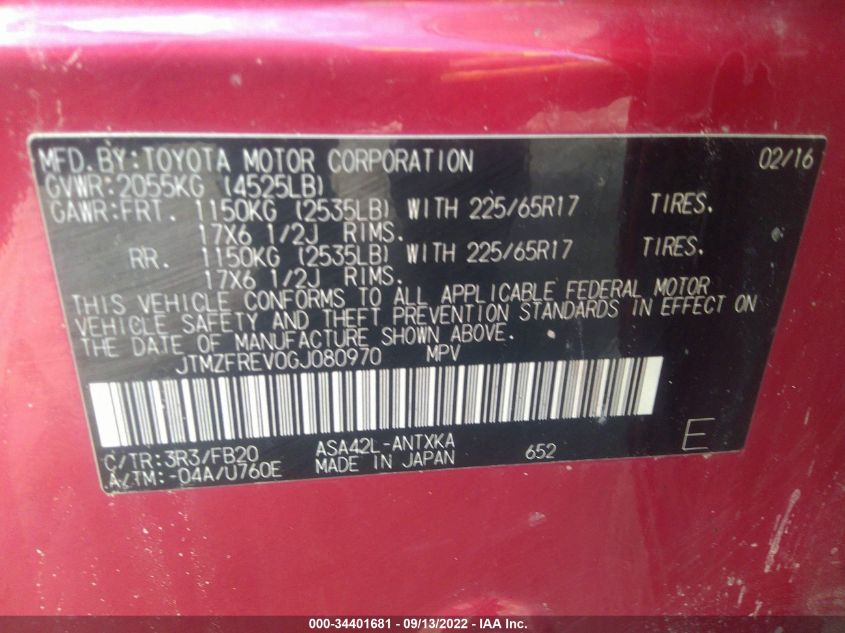 MFD.BY:TOYOTA MOTOR CORPORATION 02/16
GVWR:2055KG (4525LB)
GAWR:FRT. 1150KG (2535LB) WITH 225/65R17 TIRES.
17X6 1/2J RIMS.
RR. 1150KG (2535LB) WITH 225/65R17 TIRES.
17X6 1/2J RIMS.
THIS VEHICLE CONFORMS TO ALL APPLICABLE FEDERAL MOTOR
VEHICLE SAFETY AND THEFT PREVENTION STANDARDS IN EFFECT ON
THE DATE OF MANUFACTURE SHOWN ABOVE.
JTMZFREV0GJ080970 MPV
C/TR:3R3/FB20 ASA42L-ANTXKA
A/TM:-04A/U760E MADE IN JAPAN 652 E
000-34401681 - 09/13/2022 - IAA Inc.